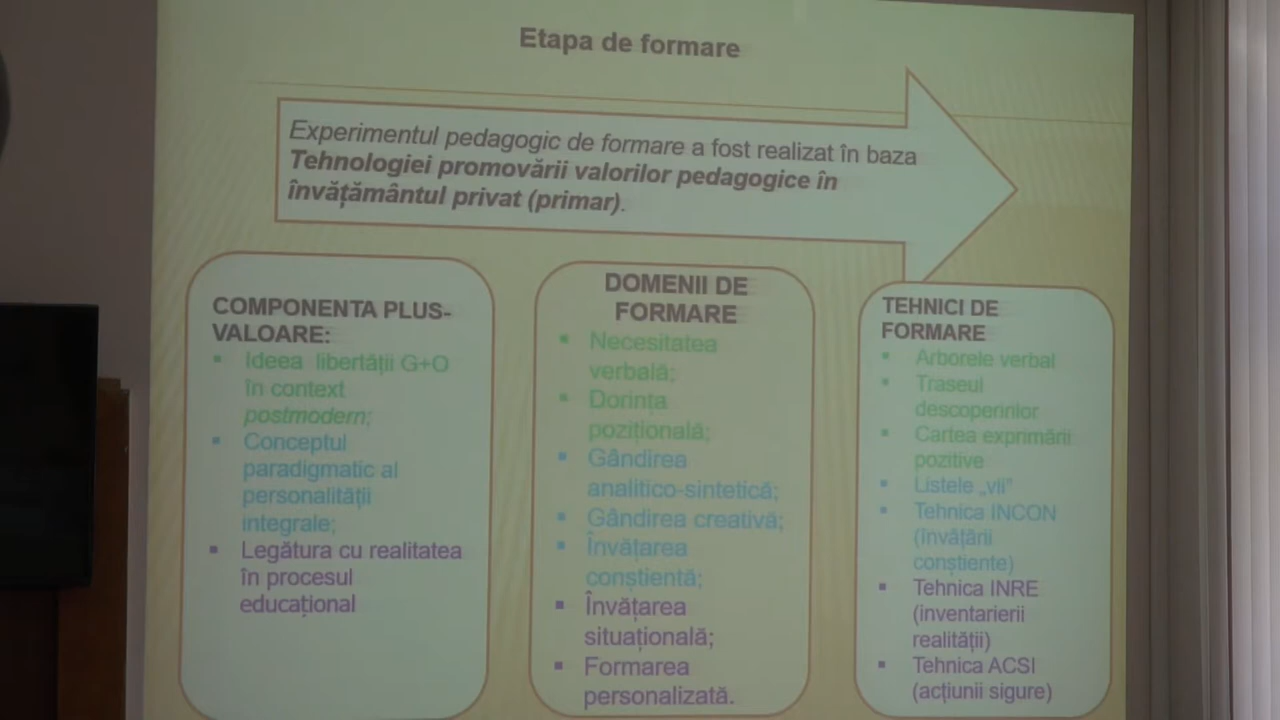 Etapa de formare
Experimentul pedagogic de formare a fost realizat în baza
Tehnologiei promovării valorilor pedagogice în
învățământul privat (primar).
COMPONENTA PLUS-
VALOARE:
Ideea libertății G+O
în context
postmodern;
Conceptul
paradigmatic al
personalității
integrale;
Legătura cu realitatea
în procesul
educațional
DOMENII DE
FORMARE
Necesitatea
verbală;
Dorința
pozițională;
Gândirea
analitico-sintetică;
Gândirea creativă;
Învățarea
conștientă;
Învățarea
situațională;
Formarea
personalizată.
TEHNICI DE
FORMARE
Arborele verbal
Traseul
descoperirilor
Cartea exprimării
pozitive
Listele „vii”
Tehnica INCON
(învățării
conștiente)
Tehnica INRE
(inventarierii
realității)
Tehnica ACSI
(acțiunii sigure)